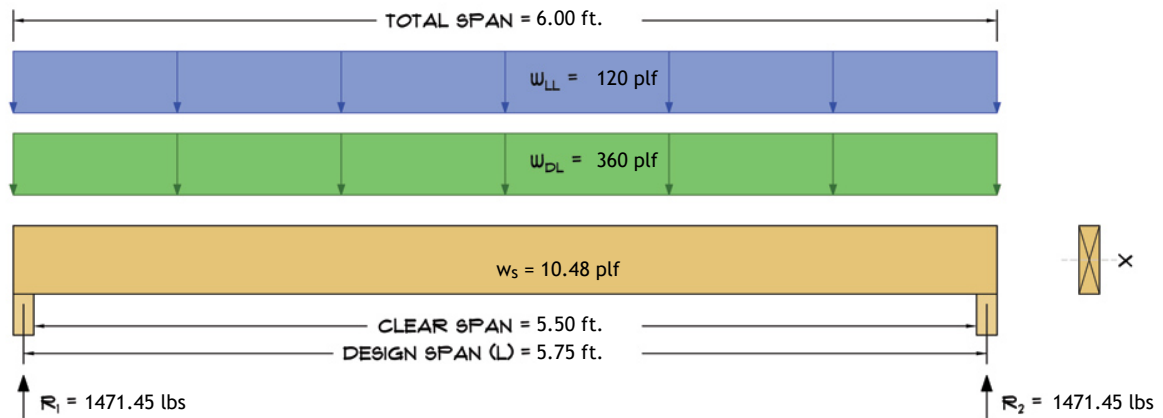 TOTAL SPAN = 6.00 ft.
wLL = 120 plf
wDL = 360 plf
ws = 10.48 plf
X
CLEAR SPAN = 5.50 ft.
DESIGN SPAN (L) = 5.75 ft.
R1 = 1471.45 lbs
R2 = 1471.45 lbs